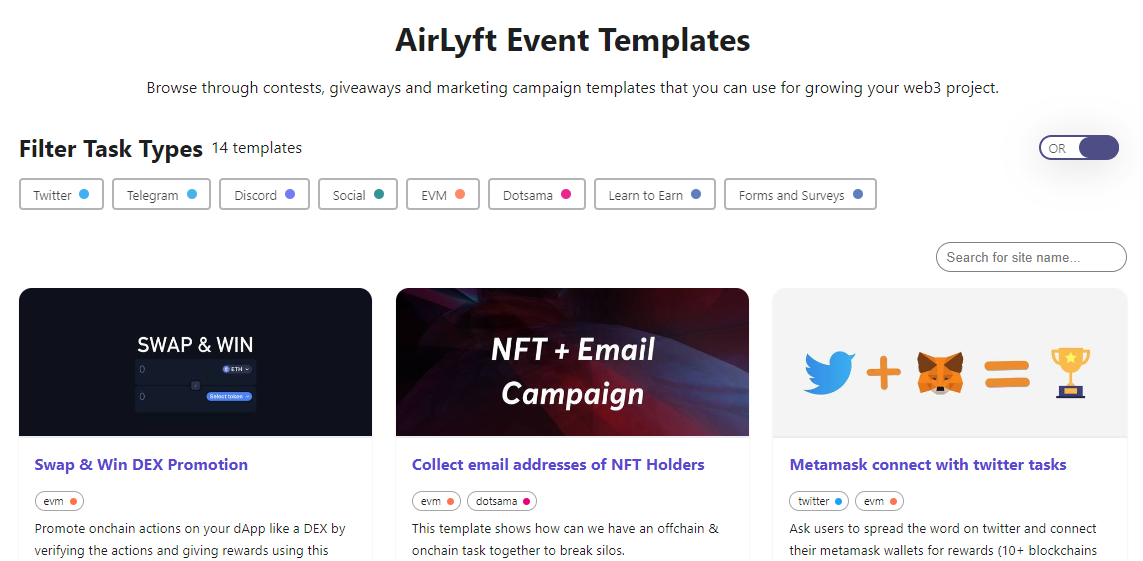 AirLyft Event Templates
Browse through contests, giveaways and marketing campaign templates that you can use for growing your web3 project.
Filter Task Types 14 templates
OR
Twitter Telegram Discord Social EVM Dotsama Learn to Earn Forms and Surveys
Search for site name...
SWAP & WIN
0 ETH
0 Select token
NFT + Email
Campaign
Swap & Win DEX Promotion
evm
Promote onchain actions on your dApp like a DEX by
verifying the actions and giving rewards using this
Collect email addresses of NFT Holders
evm dotsama
This template shows how can we have an offchain &
onchain task together to break silos.
Metamask connect with twitter tasks
twitter evm
Ask users to spread the word on twitter and connect
their metamask wallets for rewards (10+ blockchains